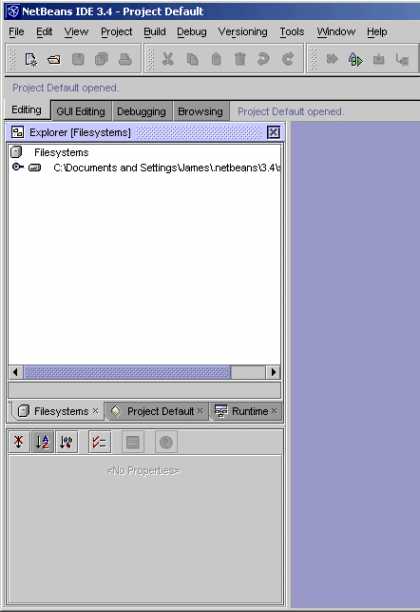 NetBeans IDE 3.4 - Project Default
File Edit View Project Build Debug Versioning Tools Window Help
Project Default opened.
Editing GUI Editing Debugging Browsing Project Default opened.
Explorer [Filesystems]
Filesystems
C:\Documents and Settings\James\.netbeans\3.4\s
Filesystems Project Default Runtime
<No Properties>